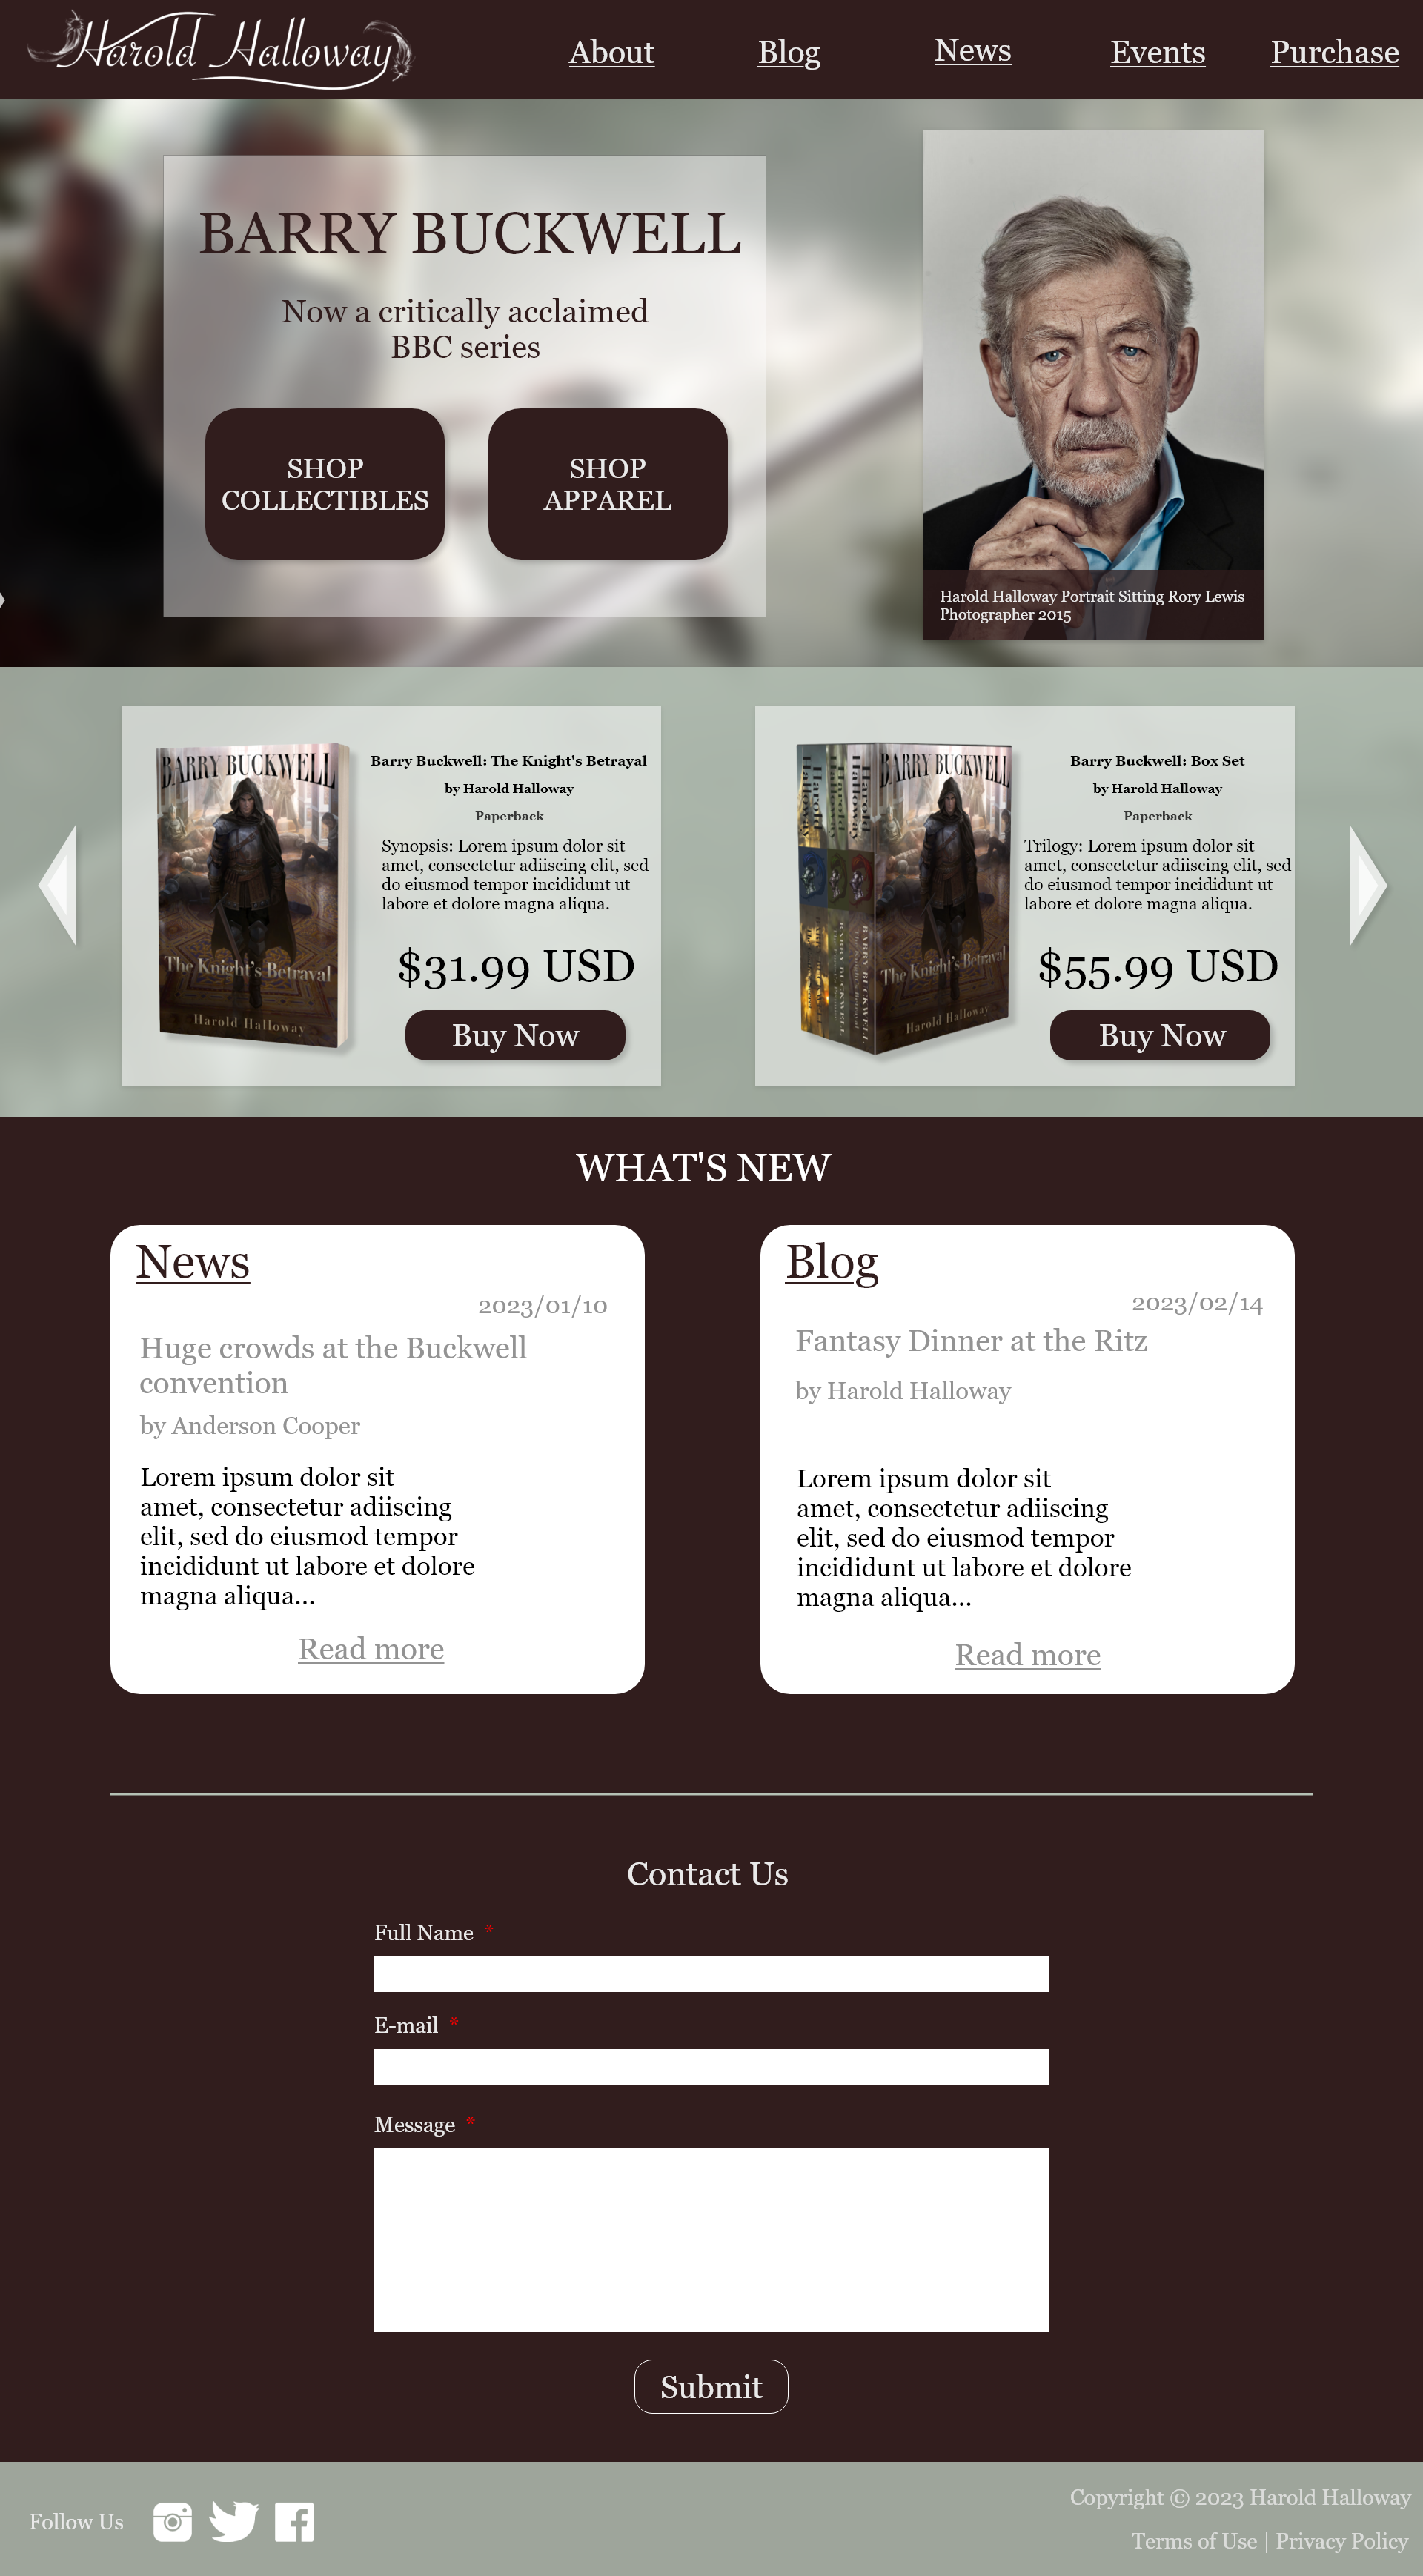 Harold Halloway
About Blog News Events Purchase
BARRY BUCKWELL
Now a critically acclaimed
BBC series
SHOP
COLLECTIBLES
SHOP
APPAREL
Harold Halloway Portrait Sitting Rory Lewis
Photographer 2015
BARRY BUCKWELL
The Knight's Betrayal
Harold Halloway
Barry Buckwell: The Knight's Betrayal
by Harold Halloway
Paperback
Synopsis: Lorem ipsum dolor sit
amet, consectetur adiiscing elit, sed
do eiusmod tempor incididunt ut
labore et dolore magna aliqua.
$31.99 USD
Buy Now
BARRY BUCKWELL
The Knight's Betrayal
Harold Halloway
BARRY BUCKWELL
BARRY BUCKWELL
Barry Buckwell: Box Set
by Harold Halloway
Paperback
Trilogy: Lorem ipsum dolor sit
amet, consectetur adiiscing elit, sed
do eiusmod tempor incididunt ut
labore et dolore magna aliqua.
$55.99 USD
Buy Now
WHAT'S NEW
News
2023/01/10
Huge crowds at the Buckwell
convention
by Anderson Cooper
Lorem ipsum dolor sit
amet, consectetur adiiscing
elit, sed do eiusmod tempor
incididunt ut labore et dolore
magna aliqua...
Read more
Blog
2023/02/14
Fantasy Dinner at the Ritz
by Harold Halloway
Lorem ipsum dolor sit
amet, consectetur adiiscing
elit, sed do eiusmod tempor
incididunt ut labore et dolore
magna aliqua...
Read more
Contact Us
Full Name *
E-mail *
Message *
Submit
Follow Us
Copyright © 2023 Harold Halloway
Terms of Use | Privacy Policy